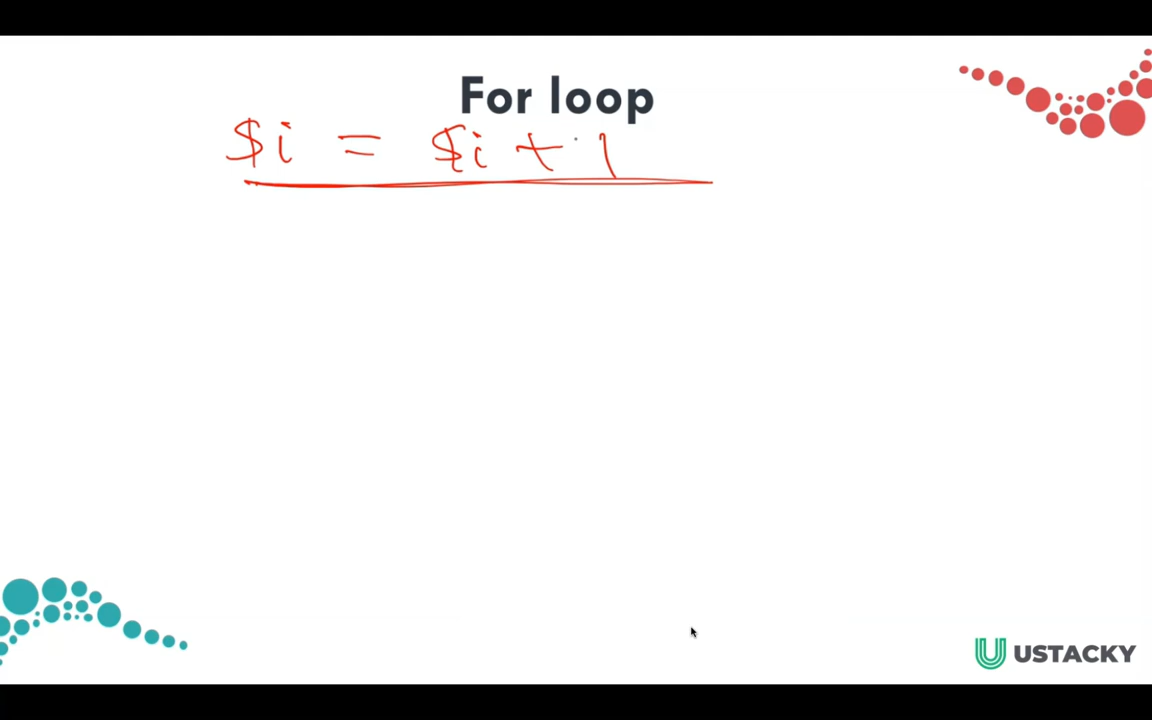 For loop
$i = $i + 1
USTACKY